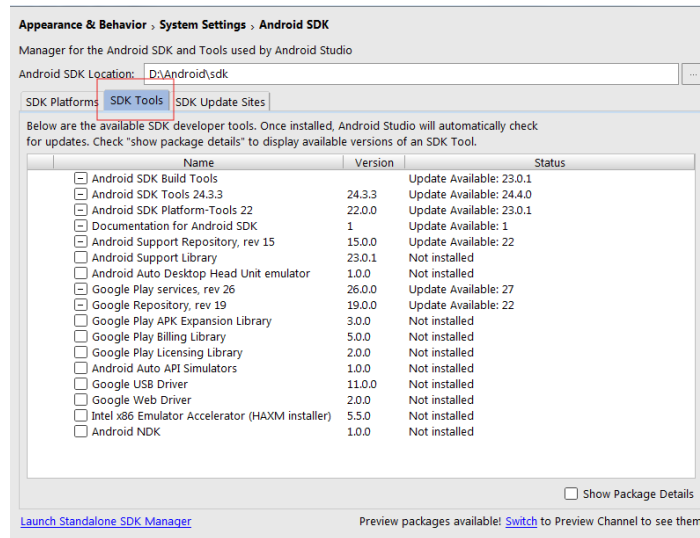 Appearance & Behavior › System Settings › Android SDK
Manager for the Android SDK and Tools used by Android Studio
Android SDK Location: D:\Android\sdk ...
SDK Platforms SDK Tools SDK Update Sites
Below are the available SDK developer tools. Once installed, Android Studio will automatically check
for updates. Check "show package details" to display available versions of an SDK Tool.
Name Version Status
Android SDK Build Tools Update Available: 23.0.1
Android SDK Tools 24.3.3 24.3.3 Update Available: 24.4.0
Android SDK Platform-Tools 22 22.0.0 Update Available: 23.0.1
Documentation for Android SDK 1 Update Available: 1
Android Support Repository, rev 15 15.0.0 Update Available: 22
Android Support Library 23.0.1 Not installed
Android Auto Desktop Head Unit emulator 1.0.0 Not installed
Google Play services, rev 26 26.0.0 Update Available: 27
Google Repository, rev 19 19.0.0 Update Available: 22
Google Play APK Expansion Library 3.0.0 Not installed
Google Play Billing Library 5.0.0 Not installed
Google Play Licensing Library 2.0.0 Not installed
Android Auto API Simulators 1.0.0 Not installed
Google USB Driver 11.0.0 Not installed
Google Web Driver 2.0.0 Not installed
Intel x86 Emulator Accelerator (HAXM installer) 5.5.0 Not installed
Android NDK 1.0.0 Not installed
Show Package Details
Launch Standalone SDK Manager Preview packages available! Switch to Preview Channel to see them